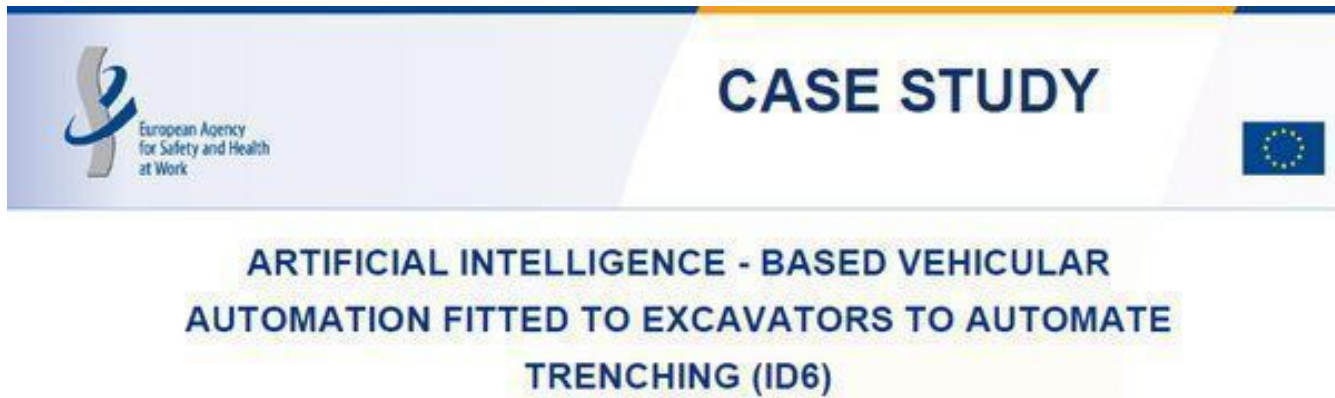 CASE STUDY
European Agency
for Safety and Health
at Work
ARTIFICIAL INTELLIGENCE - BASED VEHICULAR
AUTOMATION FITTED TO EXCAVATORS TO AUTOMATE
TRENCHING (ID6)